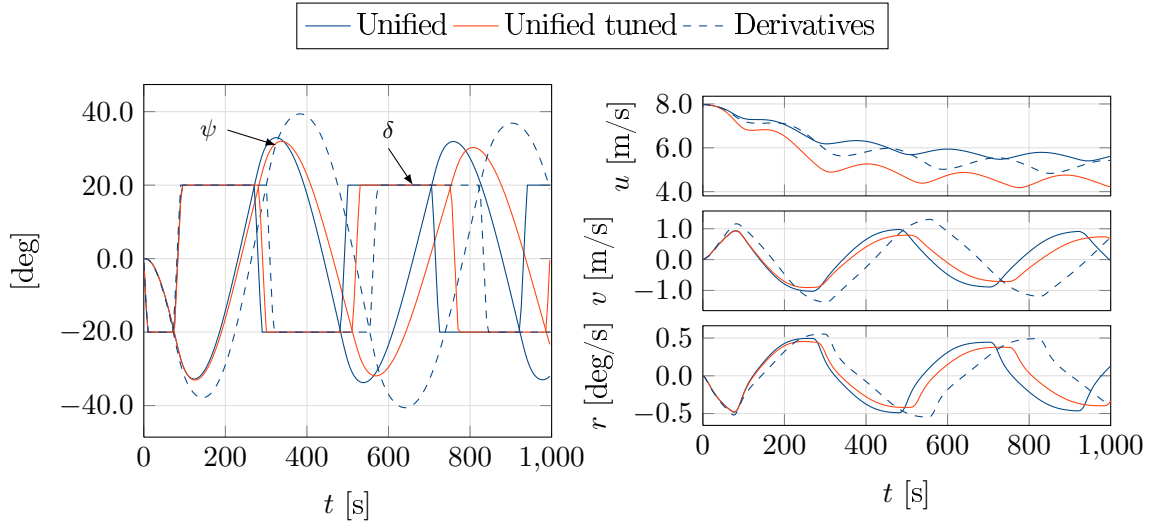 Unified Unified tuned Derivatives
40.0
20.0
0.0
−20.0
−40.0
[deg]
ψ
δ
0 200 400 600 800 1,000
t [s]
8.0
6.0
4.0
u [m/s]
1.0
0.0
−1.0
v [m/s]
0.5
0.0
−0.5
r [deg/s]
0 200 400 600 800 1,000
t [s]